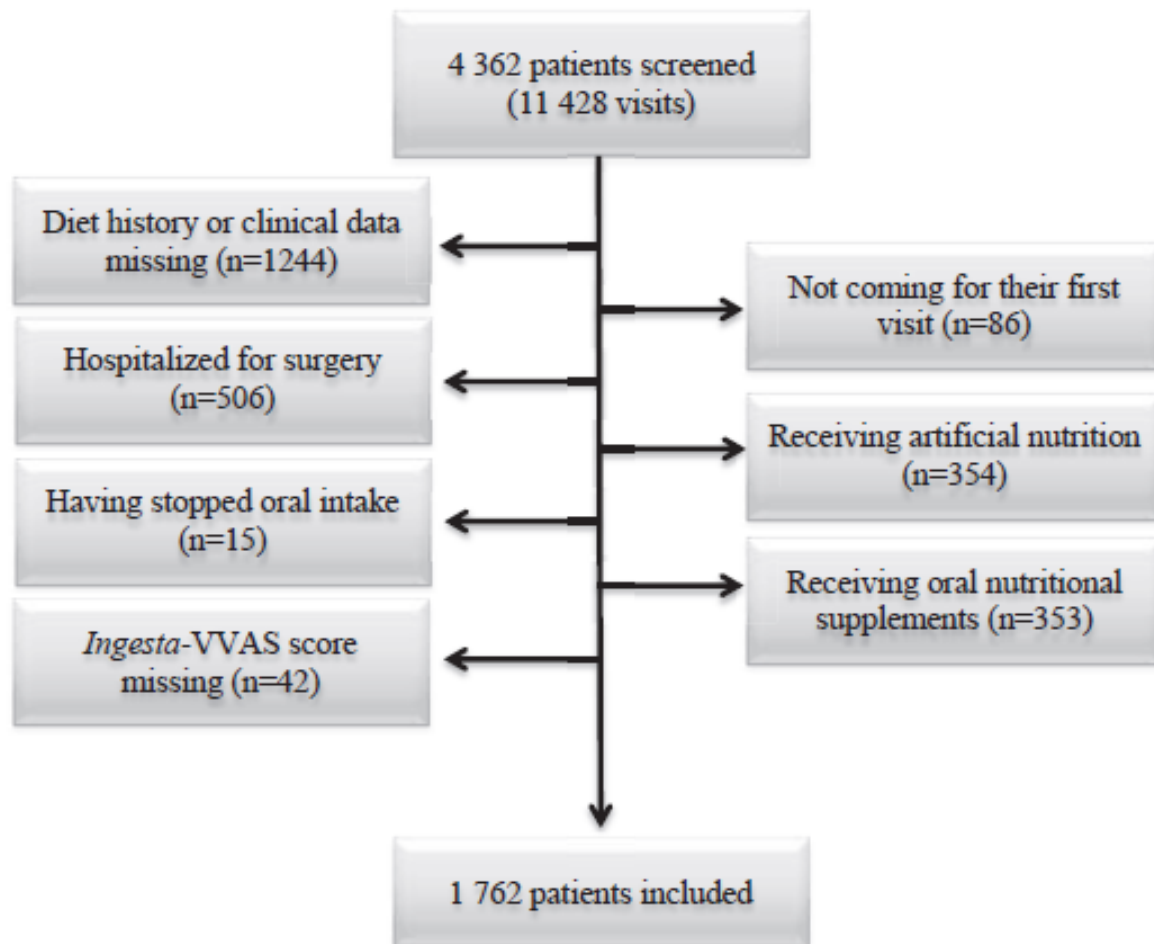 4 362 patients screened
(11 428 visits)
Diet history or clinical data
missing (n=1244)
Not coming for their first
visit (n=86)
Hospitalized for surgery
(n=506)
Receiving artificial nutrition
(n=354)
Having stopped oral intake
(n=15)
Receiving oral nutritional
supplements (n=353)
Ingesta-VVAS score
missing (n=42)
1 762 patients included